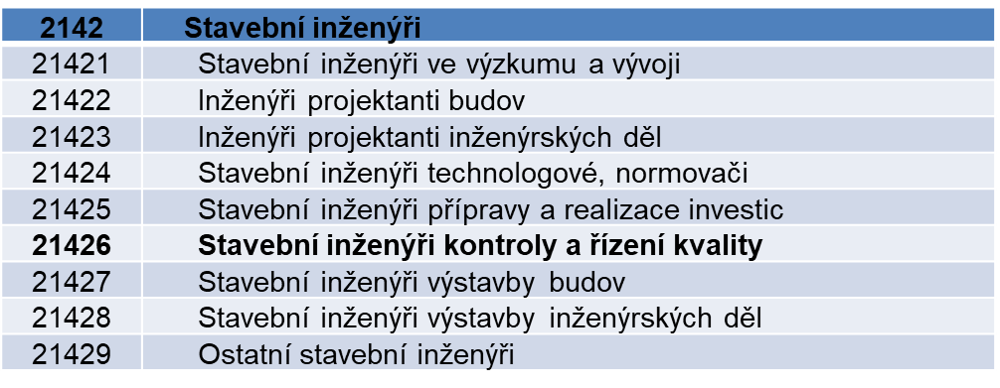 2142 Stavební inženýři
21421 Stavební inženýři ve výzkumu a vývoji
21422 Inženýři projektanti budov
21423 Inženýři projektanti inženýrských děl
21424 Stavební inženýři technologové, normovači
21425 Stavební inženýři přípravy a realizace investic
21426 Stavební inženýři kontroly a řízení kvality
21427 Stavební inženýři výstavby budov
21428 Stavební inženýři výstavby inženýrských děl
21429 Ostatní stavební inženýři